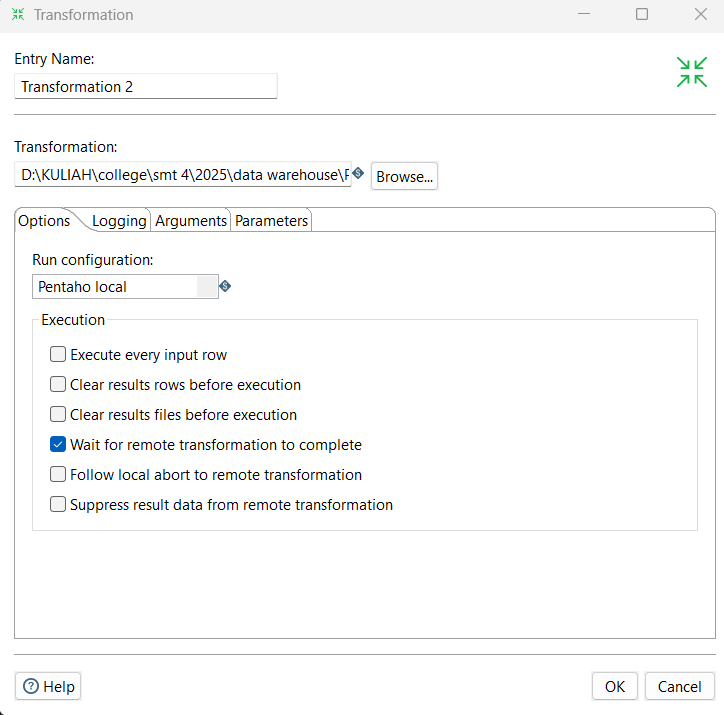 Transformation
Entry Name:
Transformation 2
Transformation:
D:\KULIAH\college\smt 4\2025\data warehouse\F Browse...
Options Logging Arguments Parameters
Run configuration:
Pentaho local
Execution
Execute every input row
Clear results rows before execution
Clear results files before execution
Wait for remote transformation to complete
Follow local abort to remote transformation
Suppress result data from remote transformation
Help OK Cancel